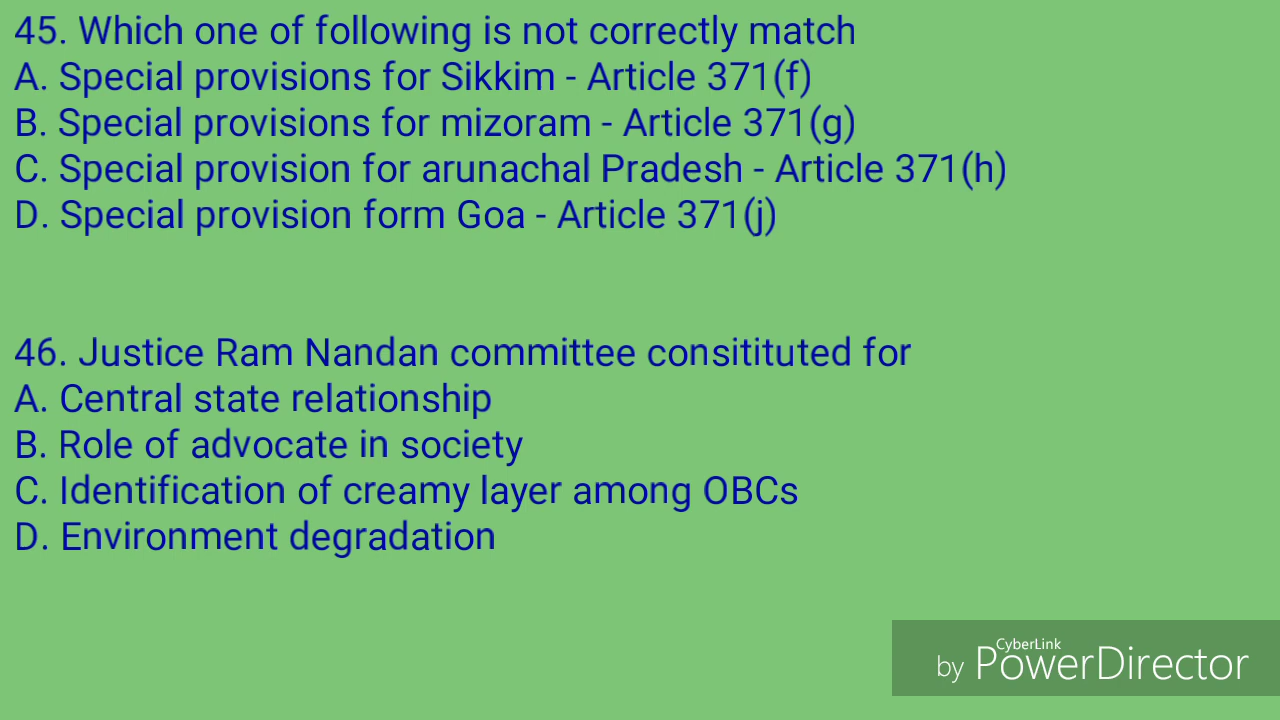 45. Which one of following is not correctly match
A. Special provisions for Sikkim - Article 371(f)
B. Special provisions for mizoram - Article 371(g)
C. Special provision for arunachal Pradesh - Article 371(h)
D. Special provision form Goa - Article 371(j)
46. Justice Ram Nandan committee consitituted for
A. Central state relationship
B. Role of advocate in society
C. Identification of creamy layer among OBCs
D. Environment degradation
CyberLink
by PowerDirector